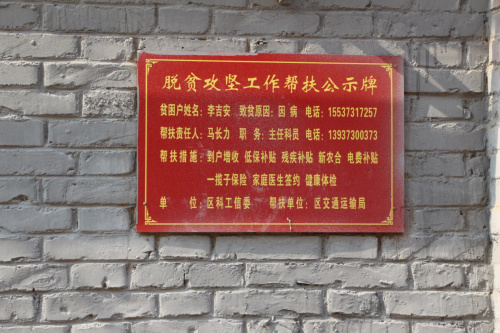 脱贫攻坚工作帮扶公示牌
贫困户姓名：李吉安 致贫原因：因 病 电话：15537317257
帮扶责任人：马长力 职 务：主任科员 电话：13937300373
帮扶措施：到户增收 低保补贴 残疾补贴 新农合 电费补贴
一揽子保险 家庭医生签约 健康体检
单 位：区科工信委 帮扶单位：区交通运输局